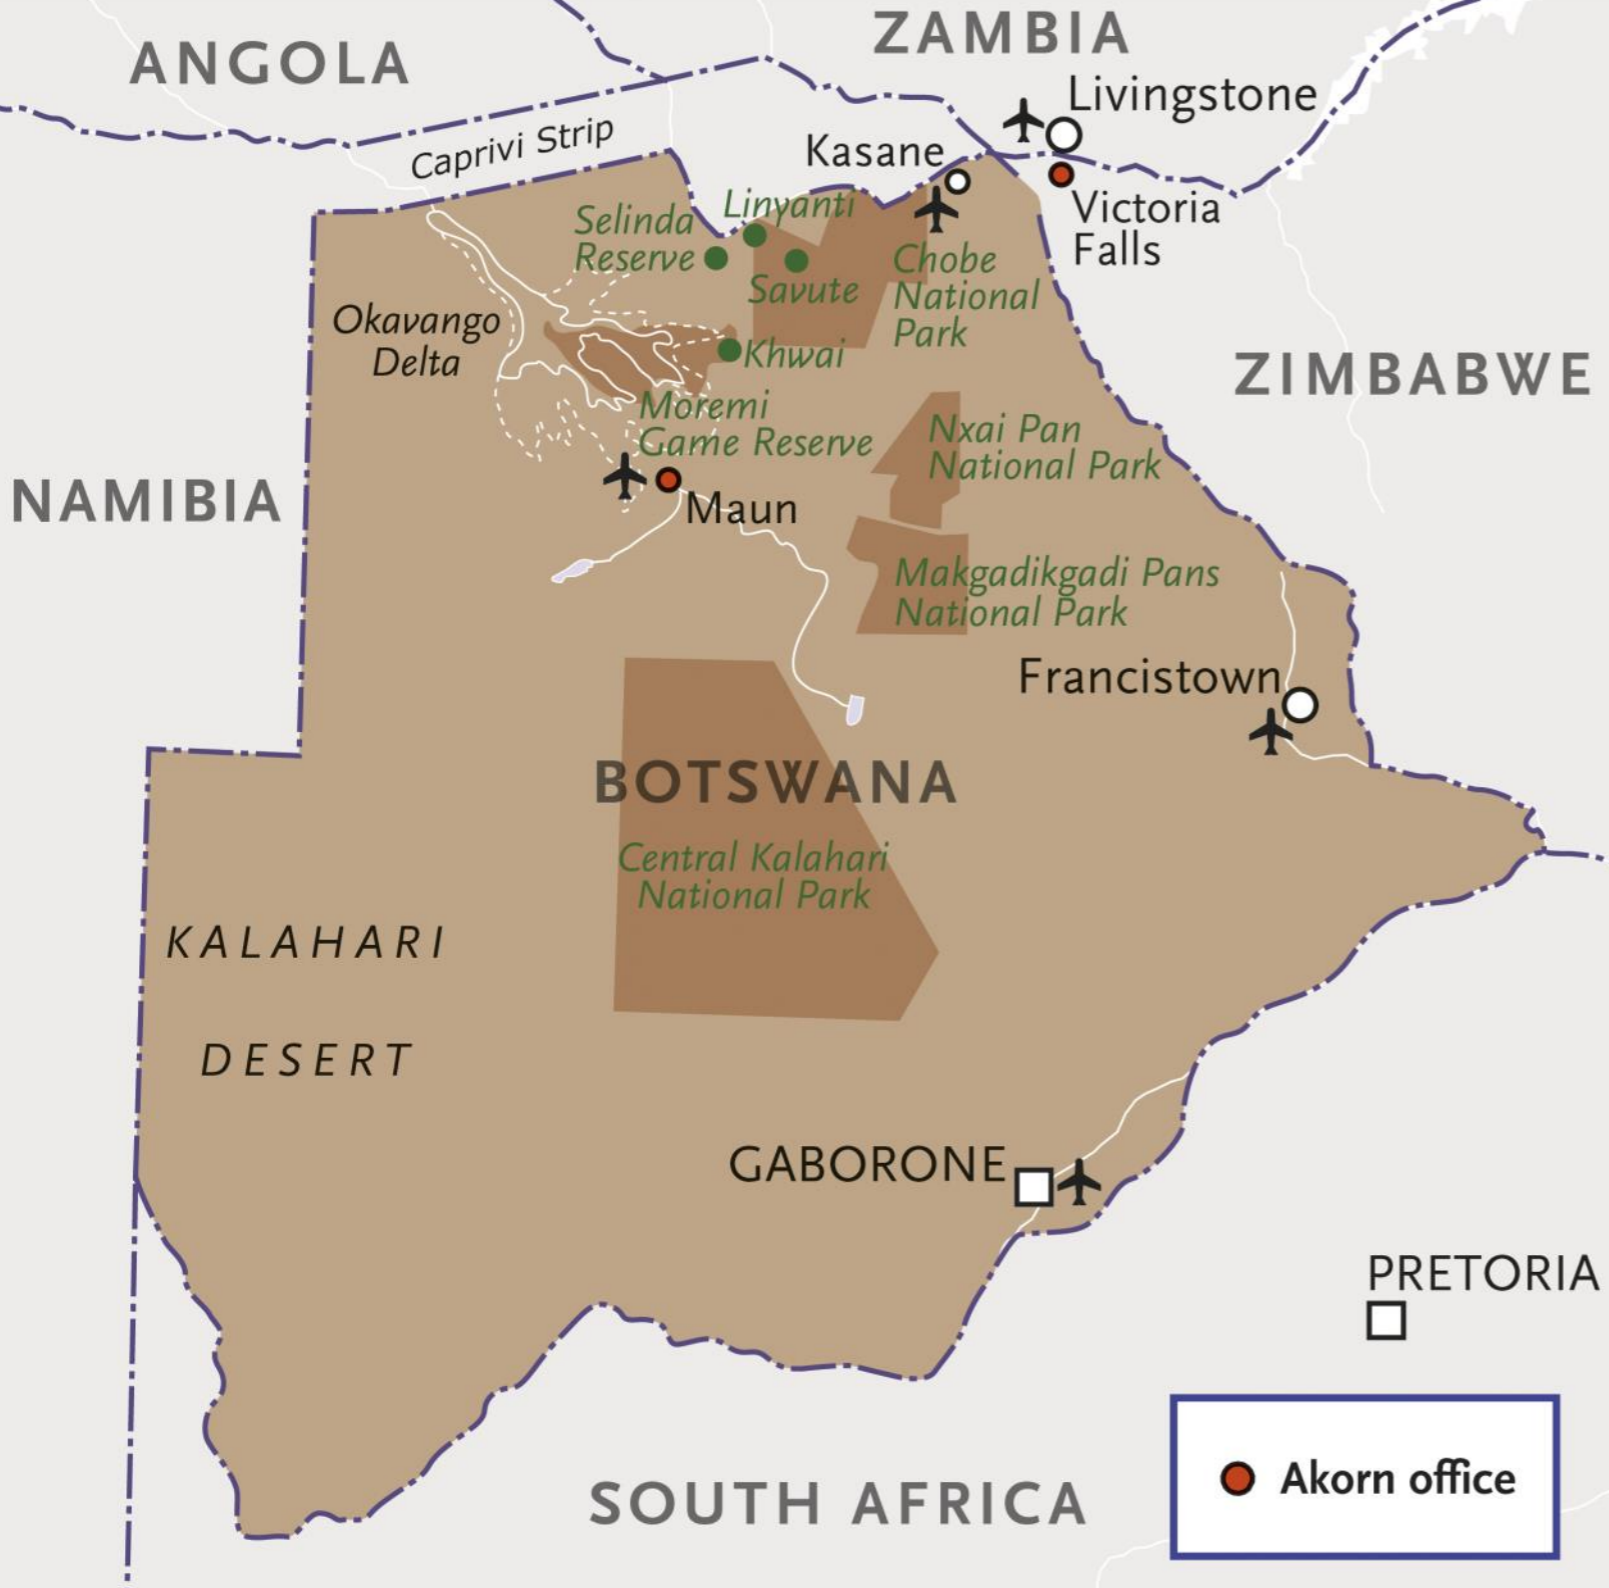 ZAMBIA
ANGOLA
Livingstone
Caprivi Strip
Kasane
Victoria
Falls
Linyanti
Selinda
Reserve
Savute
Chobe
National
Park
Okavango
Delta
Khwai
ZIMBABWE
Moremi
Game Reserve
Nxai Pan
National Park
NAMIBIA
Maun
Makgadikgadi Pans
National Park
Francistown
BOTSWANA
Central Kalahari
National Park
KALAHARI
DESERT
GABORONE
PRETORIA
SOUTH AFRICA
Akorn office